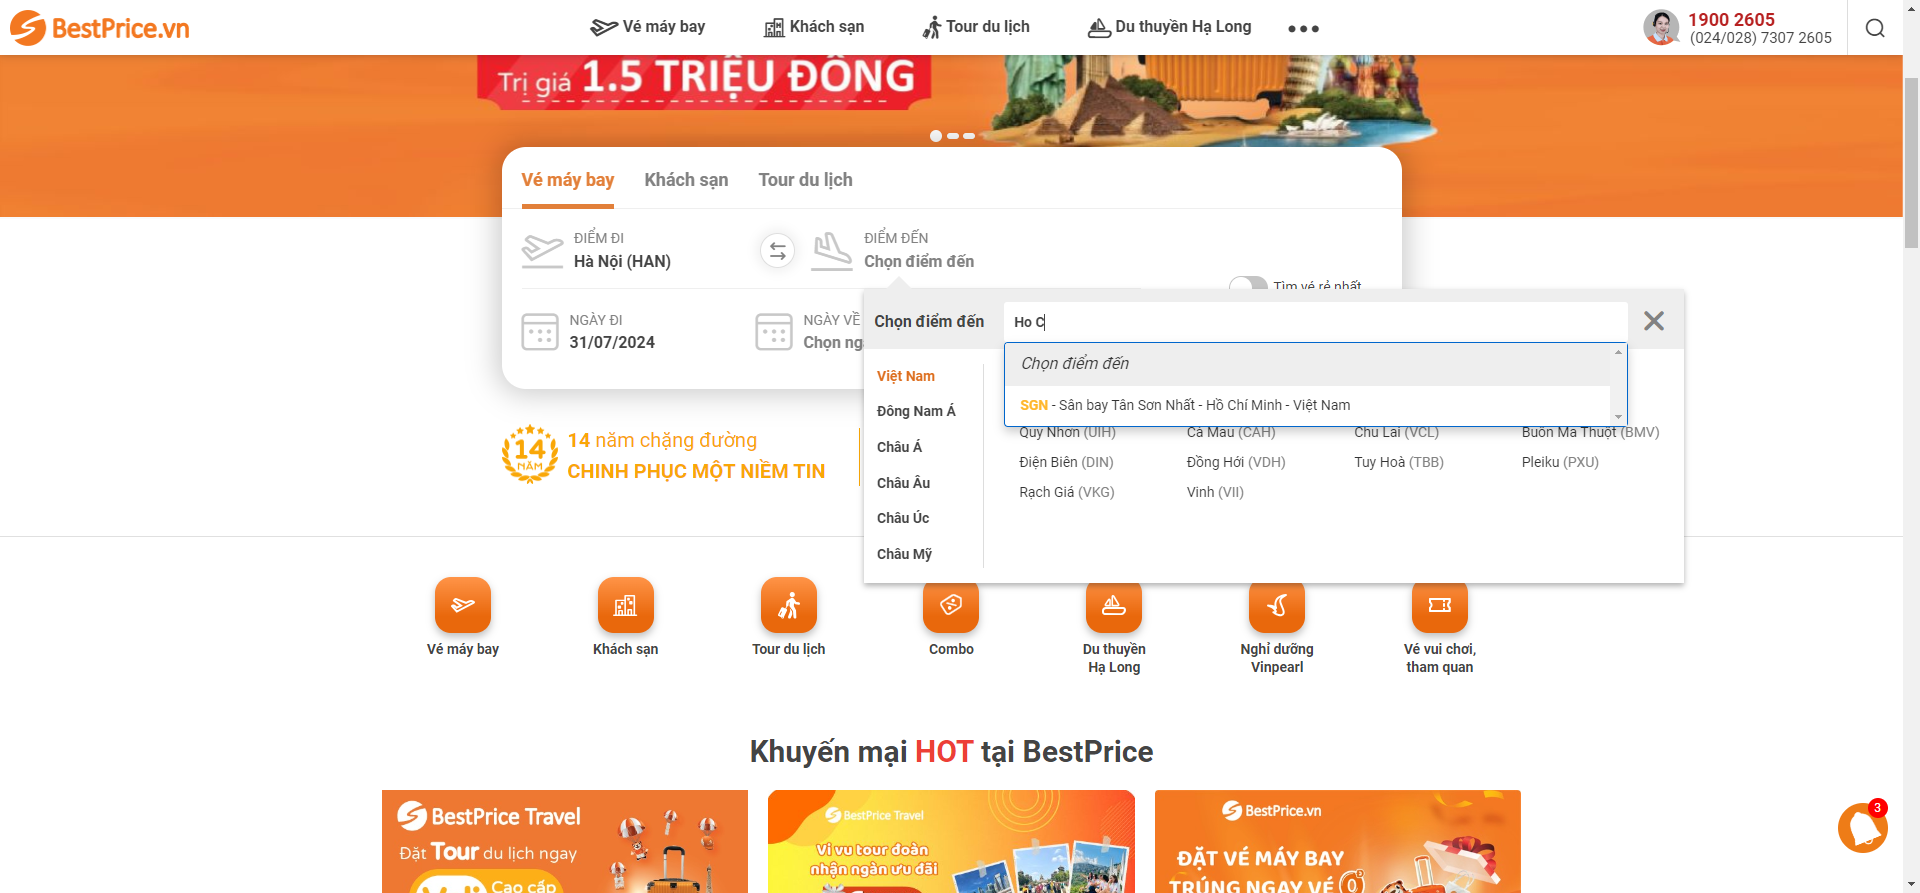 BestPrice.vn
Vé máy bay
Khách sạn
Tour du lịch
Du thuyền Hạ Long
1900 2605
(024/028) 7307 2605
Trị giá 1.5 TRIỆU ĐỒNG
Vé máy bay
Khách sạn
Tour du lịch
ĐIỂM ĐI
Hà Nội (HAN)
ĐIỂM ĐẾN
Chọn điểm đến
Tìm vé rẻ nhất
NGÀY ĐI
31/07/2024
NGÀY VỀ
Chọn
Chọn điểm đến
Ho C
Chọn điểm đến
SGN - Sân bay Tân Sơn Nhất - Hồ Chí Minh - Việt Nam
Việt Nam
Đông Nam Á
Châu Á
Châu Âu
Châu Úc
Châu Mỹ
Quy Nhơn (UIH)
Cà Mau (CAH)
Chu Lai (VCL)
Buôn Ma Thuột (BMV)
Điện Biên (DIN)
Đồng Hới (VDH)
Tuy Hoà (TBB)
Pleiku (PXU)
Rạch Giá (VKG)
Vinh (VII)
14 NĂM
14 năm chặng đường
CHINH PHỤC MỘT NIỀM TIN
Vé máy bay
Khách sạn
Tour du lịch
Combo
Du thuyền
Hạ Long
Nghỉ dưỡng
Vinpearl
Vé vui chơi,
tham quan
Khuyến mại HOT tại BestPrice
BestPrice Travel
Đặt Tour du lịch ngay
Cao cấp
BestPrice Travel
Vi vu tour đoàn
nhận ngàn ưu đãi
BestPrice.vn
ĐẶT VÉ MÁY BAY
TRÚNG NGAY VÉ 0đ
3